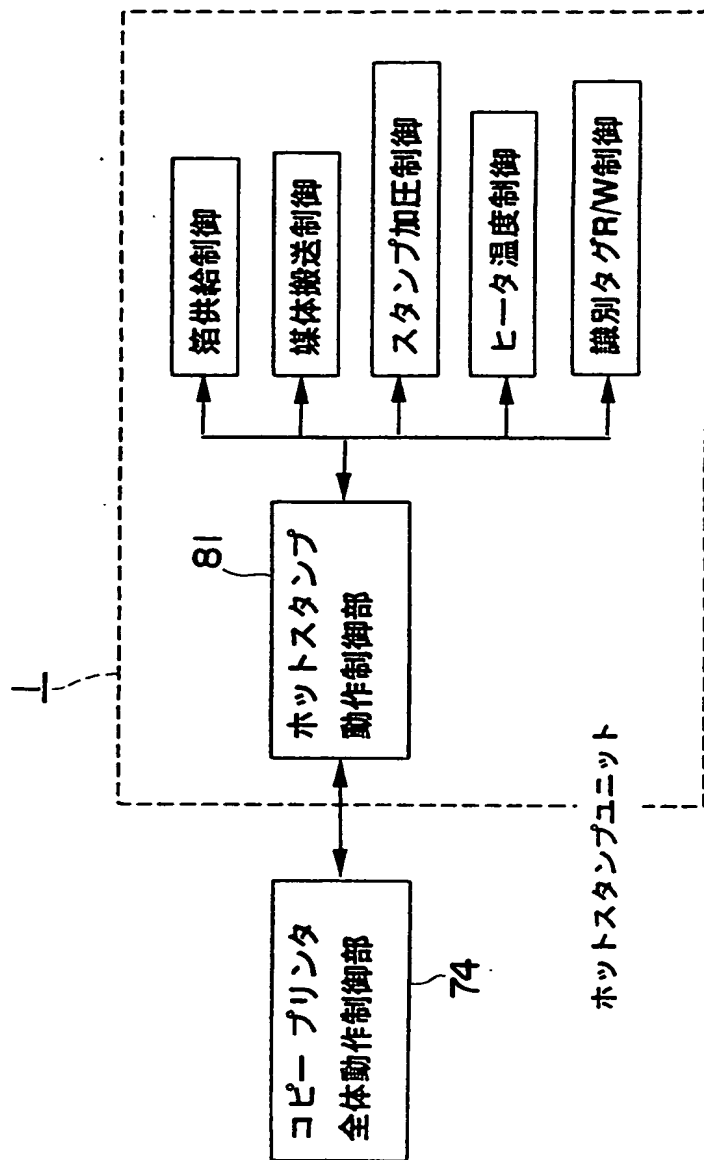 1
コピー プリンタ
全体動作制御部
74
ホットスタンプ
動作制御部
81
箔供給制御
媒体搬送制御
スタンプ加圧制御
ヒータ温度制御
識別タグR/W制御
ホットスタンプユニット